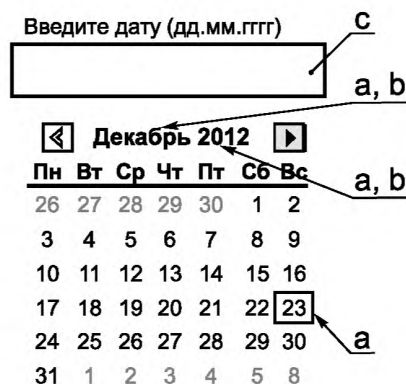 Введите дату (дд.мм.гггг)
c
a, b
Декабрь 2012
a, b
Пн Вт Ср Чт Пт Сб Вс
26 27 28 29 30 1 2
3 4 5 6 7 8 9
10 11 12 13 14 15 16
17 18 19 20 21 22 23
a
24 25 26 27 28 29 30
31 1 2 3 4 5 8